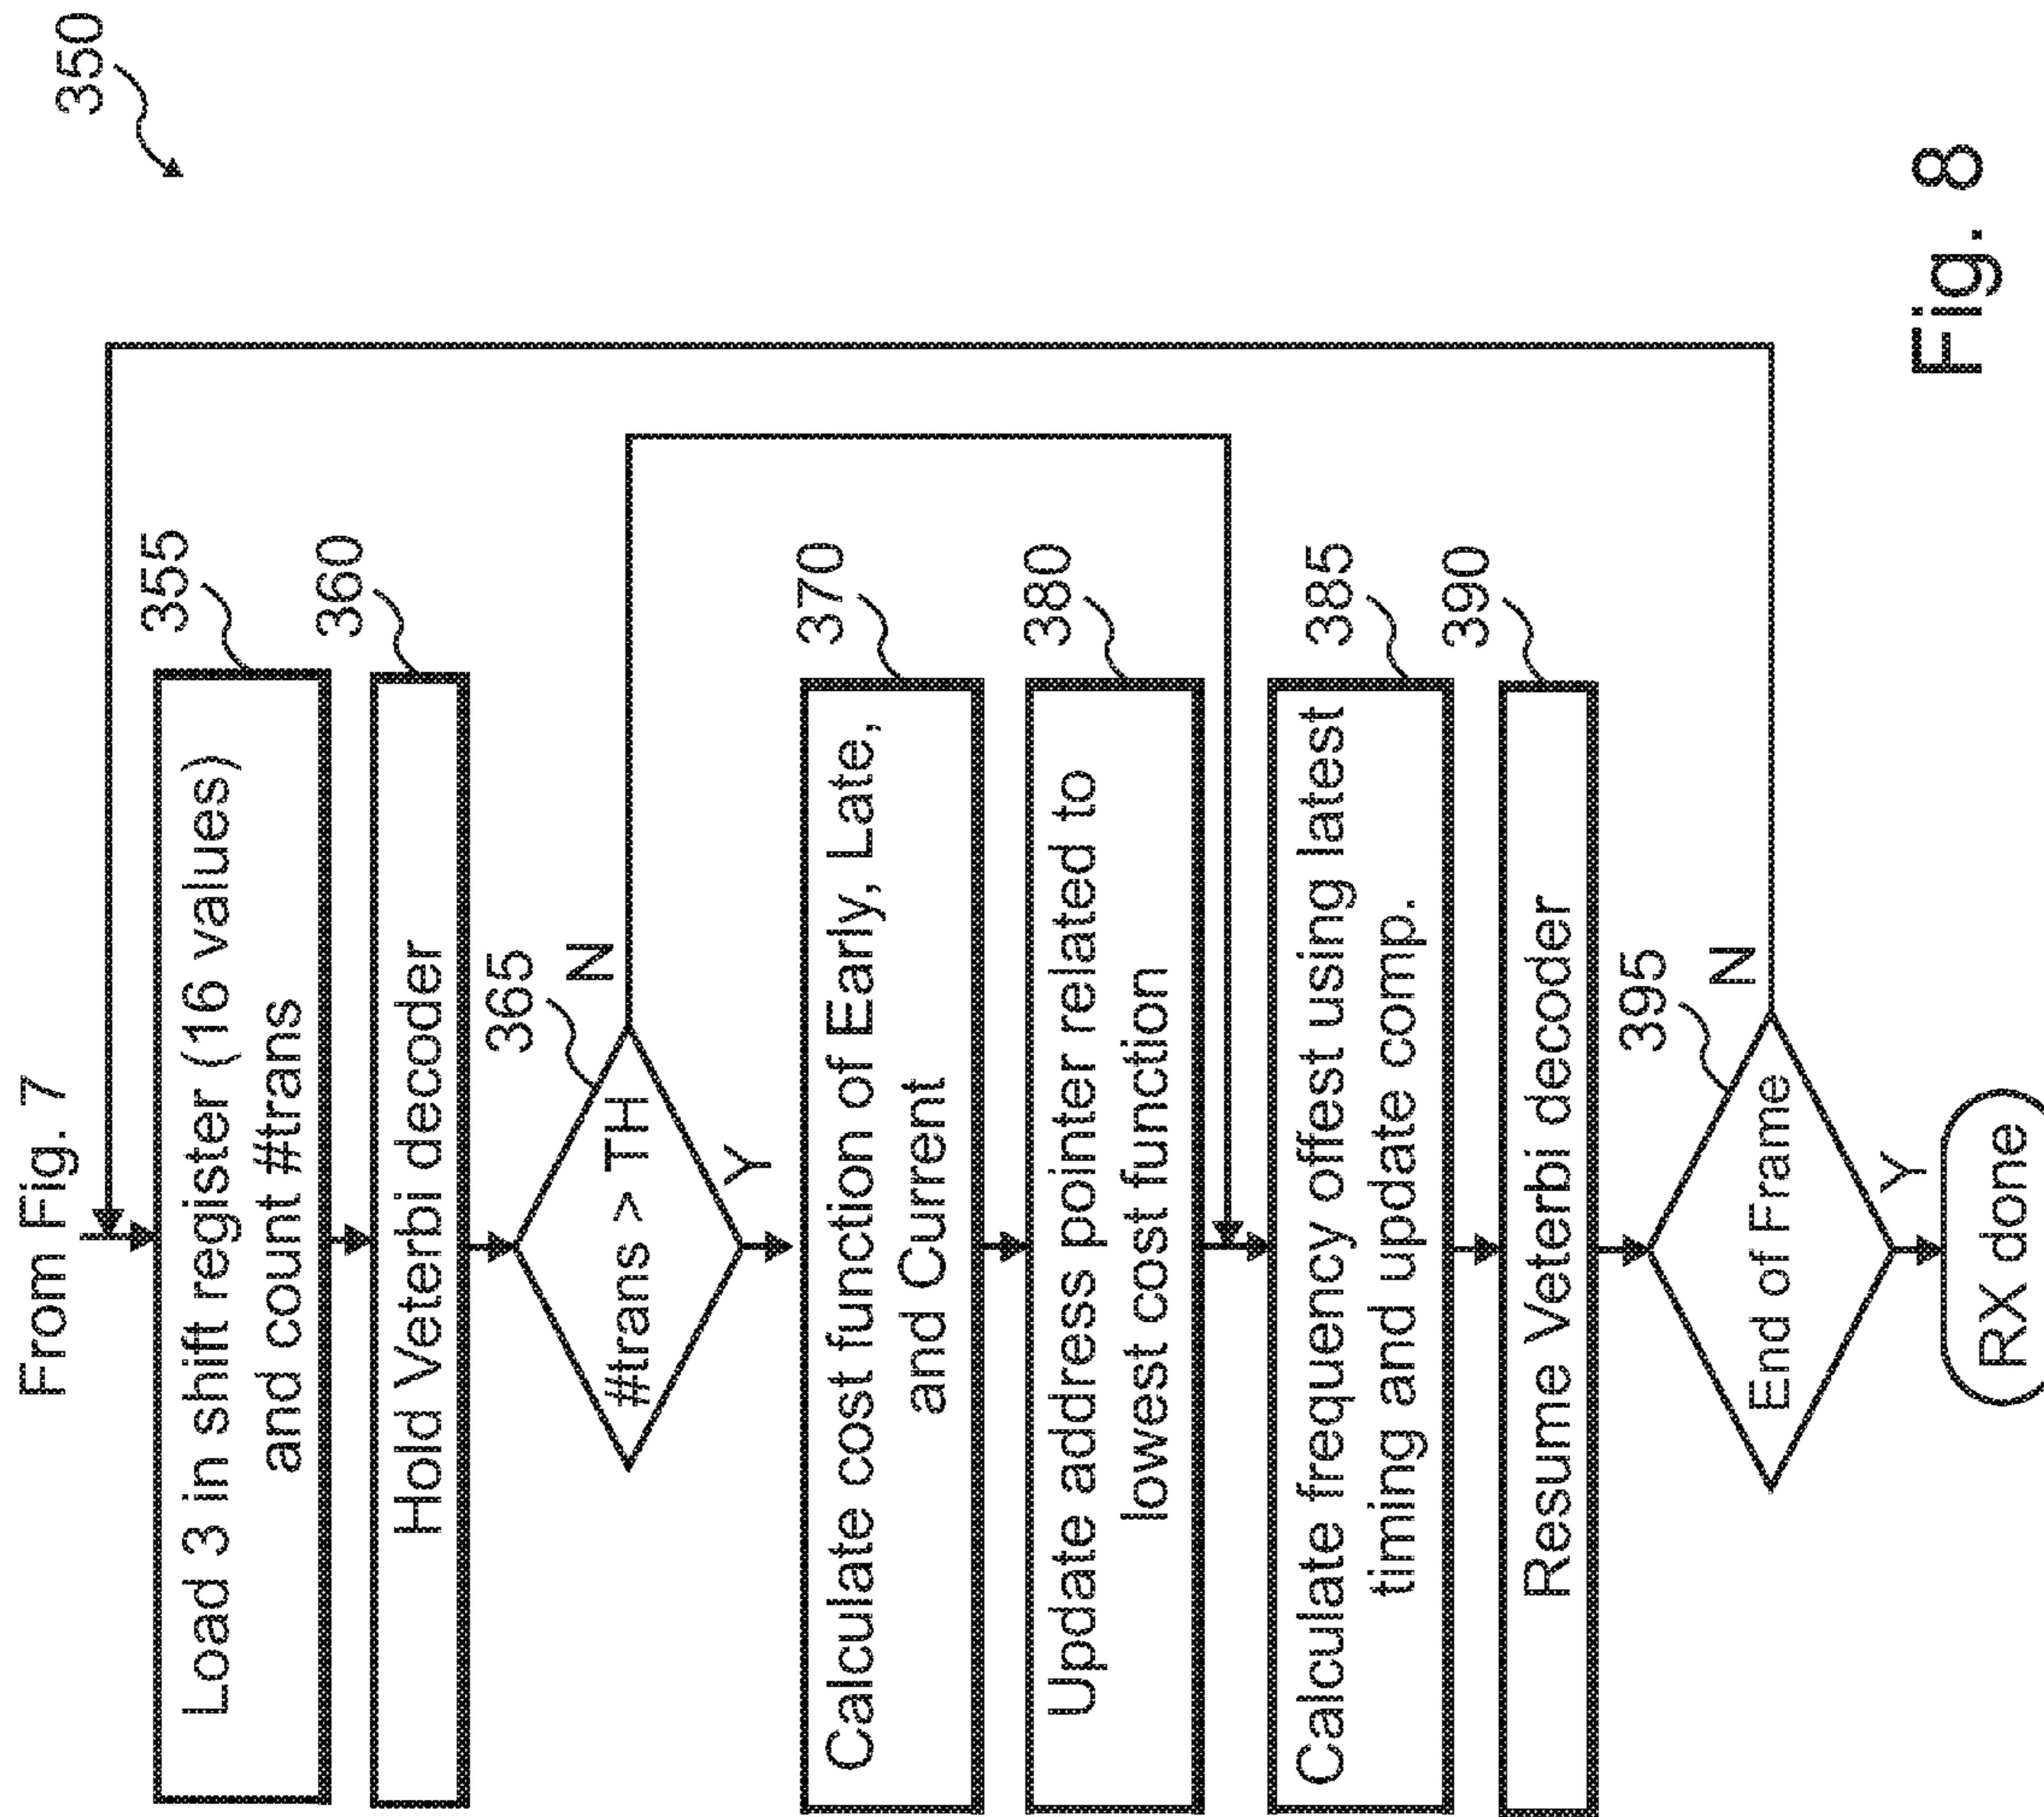 350
From Fig. 7
355
Load 3 in shift register (16 values)
and count #trans
360
Hold Veterbi decoder
365
#trans > TH
N
Y
370
Calculate cost function of Early, Late,
and Current
380
Update address pointer related to
lowest cost function
385
Calculate frequency offest using latest
timing and update comp.
390
Resume Veterbi decoder
395
End of Frame
N
Y
RX done
Fig. 8